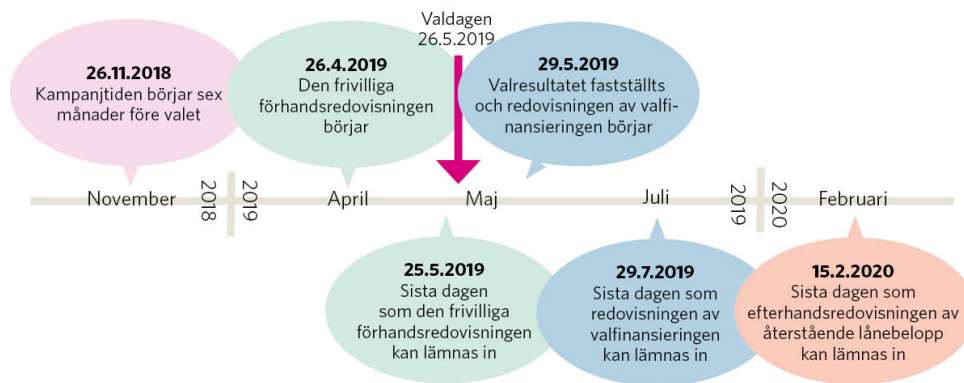 Valdagen
26.5.2019
26.11.2018
Kampanjtiden börjar sex
månader före valet
26.4.2019
Den frivilliga
förhandsredovisningen
börjar
29.5.2019
Valresultatet fastställts
och redovisningen av valfi-
nansieringen börjar
November
2018
2019
April
Maj
Juli
2019
2020
Februari
25.5.2019
Sista dagen
som den frivilliga
förhandsredovisningen
kan lämnas in
29.7.2019
Sista dagen som
redovisningen av
valfinansieringen
kan lämnas in
15.2.2020
Sista dagen som
efterhandsredovisningen av
återstående lånebelopp
kan lämnas in